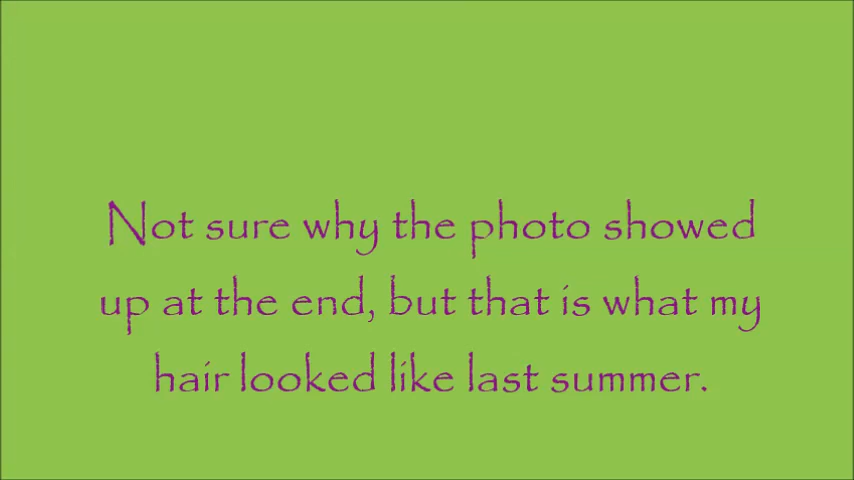 Not sure why the photo showed
up at the end, but that is what my
hair looked like last summer.